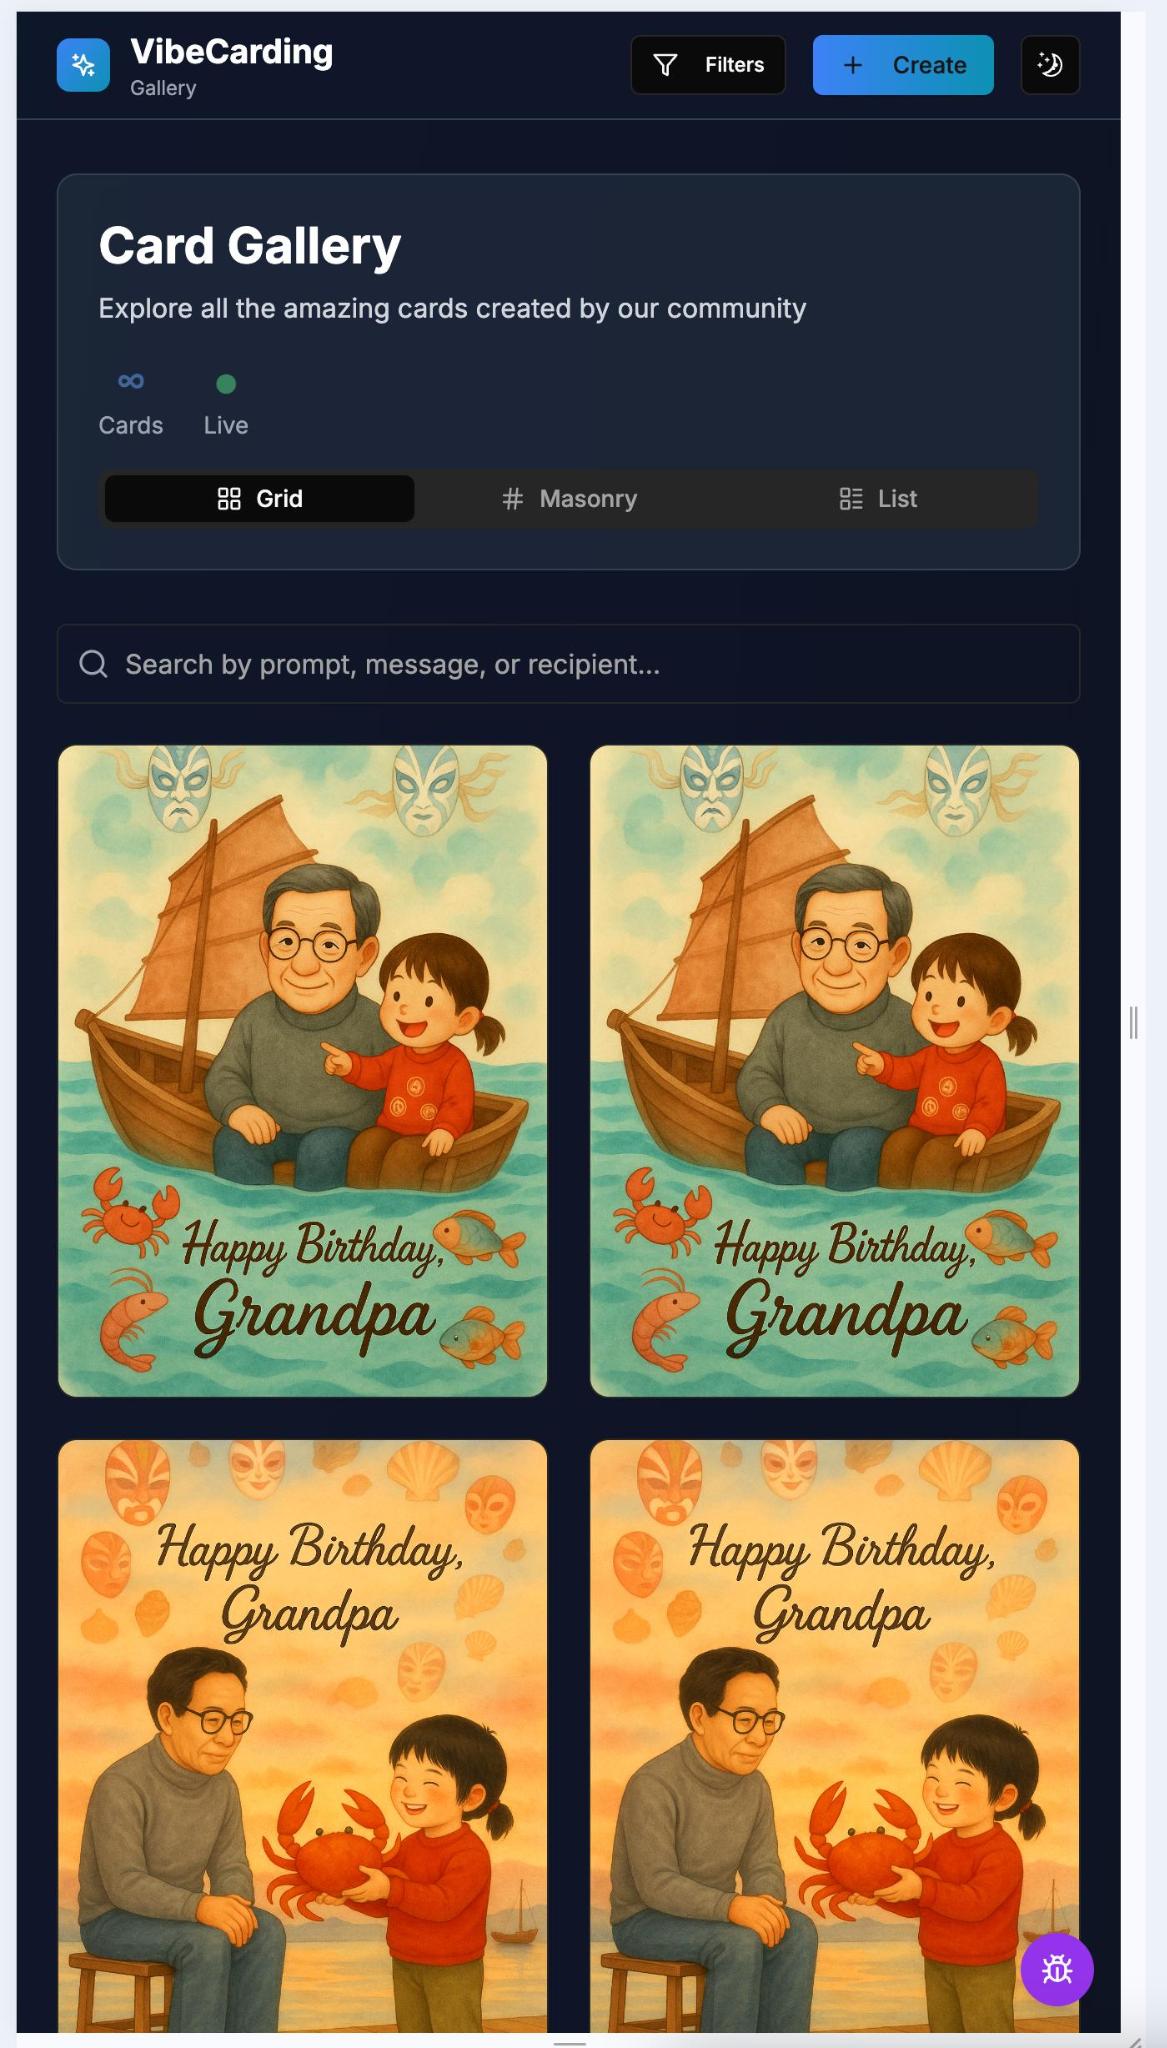 VibeCarding
Gallery
Filters
Create
Card Gallery
Explore all the amazing cards created by our community
∞
Cards
Live
Grid
Masonry
List
Search by prompt, message, or recipient...
Happy Birthday,
Grandpa
Happy Birthday,
Grandpa
Happy Birthday,
Grandpa
Happy Birthday,
Grandpa